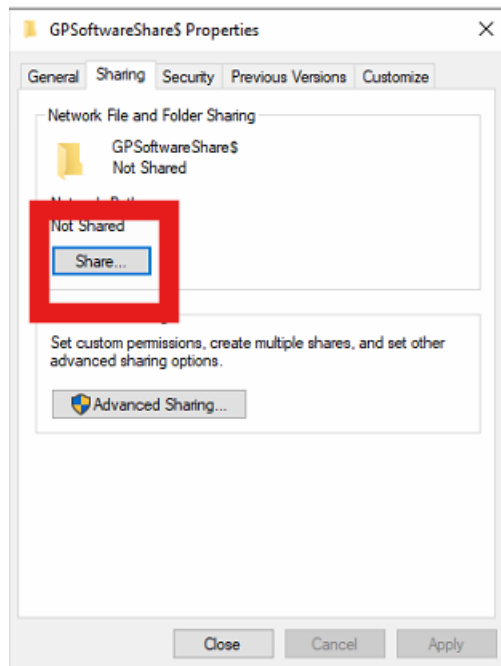 GPSoftwareShare$ Properties
General Sharing Security Previous Versions Customize
Network File and Folder Sharing
GPSoftwareShare$
Not Shared
Not Shared
Share...
Set custom permissions, create multiple shares, and set other
advanced sharing options.
Advanced Sharing...
Close Cancel Apply